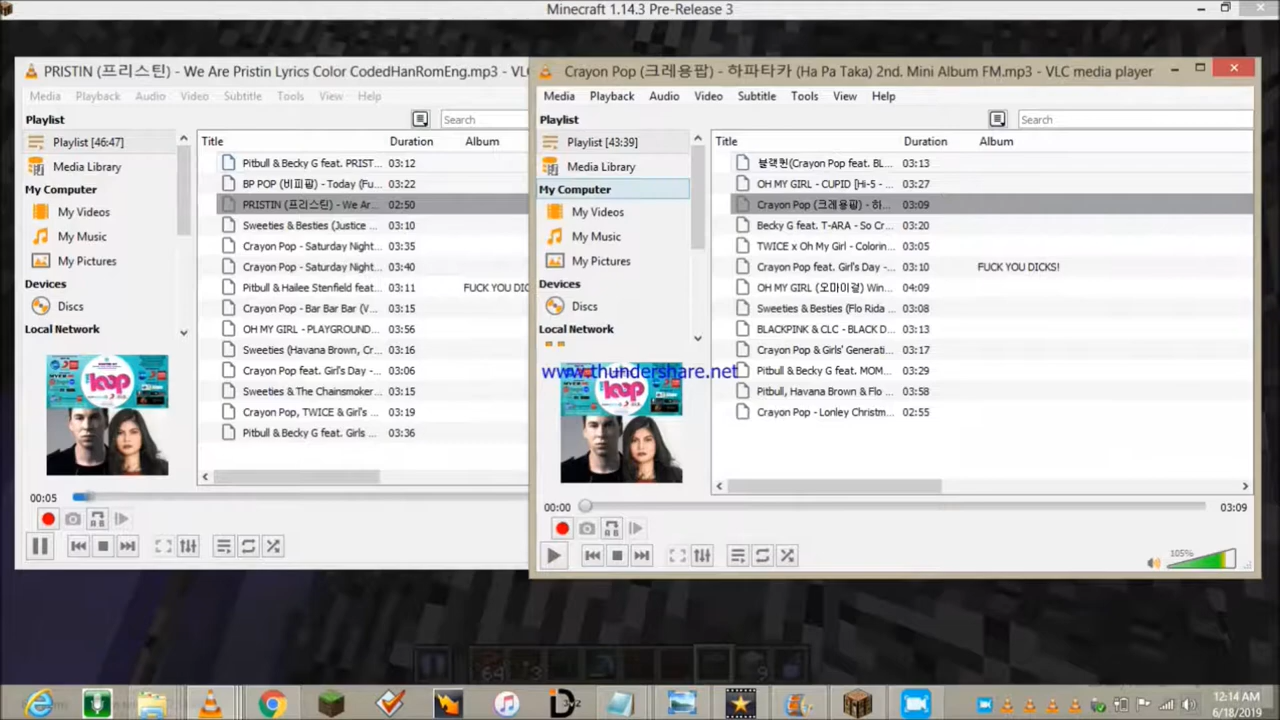 Minecraft 1.14.3 Pre-Release 3
PRISTIN (프리스틴) - We Are Pristin Lyrics Color CodedHanRomEng.mp3 - VLC
Media Playback Audio Video Subtitle Tools View Help
Playlist
Search
Playlist [46:47]
Media Library
My Computer
My Videos
My Music
My Pictures
Devices
Discs
Local Network
Title Duration Album
Pitbull & Becky G feat. PRIST... 03:12
BP POP (비피팝) - Today (Fu... 03:22
PRISTIN (프리스틴) - We Ar... 02:50
Sweeties & Besties (Justice ... 03:10
Crayon Pop - Saturday Night... 03:35
Crayon Pop - Saturday Night... 03:40
Pitbull & Hailee Stenfield feat... 03:11 FUCK YOU DIC
Crayon Pop - Bar Bar Bar (V... 03:15
OH MY GIRL - PLAYGROUND... 03:56
Sweeties (Havana Brown, Cr... 03:16
Crayon Pop feat. Girl's Day -... 03:06
Sweeties & The Chainsmoker... 03:15
Crayon Pop, TWICE & Girl's... 03:19
Pitbull & Becky G feat. Girls ... 03:36
loop
00:05
Crayon Pop (크레용팝) - 하파타카 (Ha Pa Taka) 2nd. Mini Album FM.mp3 - VLC media player
Media Playback Audio Video Subtitle Tools View Help
Playlist
Search
Playlist [43:39]
Media Library
My Computer
My Videos
My Music
My Pictures
Devices
Discs
Local Network
Title Duration Album
블랙퀸(Crayon Pop feat. BL... 03:13
OH MY GIRL - CUPID [Hi-5 - ... 03:27
Crayon Pop (크레용팝) - 하... 03:09
Becky G feat. T-ARA - So Cr... 03:20
TWICE x Oh My Girl - Colorin... 03:05
Crayon Pop feat. Girl's Day -... 03:10 FUCK YOU DICKS!
OH MY GIRL (오마이걸) Win... 04:09
Sweeties & Besties (Flo Rida ... 03:08
BLACKPINK & CLC - BLACK D... 03:13
Crayon Pop & Girls' Generati... 03:17
Pitbull & Becky G feat. MOM... 03:29
Pitbull, Havana Brown & Flo ... 03:58
Crayon Pop - Lonley Christm... 02:55
www.thundershare.net
loop
00:00
03:09
105%
64
3
9
12:14 AM
6/18/2019